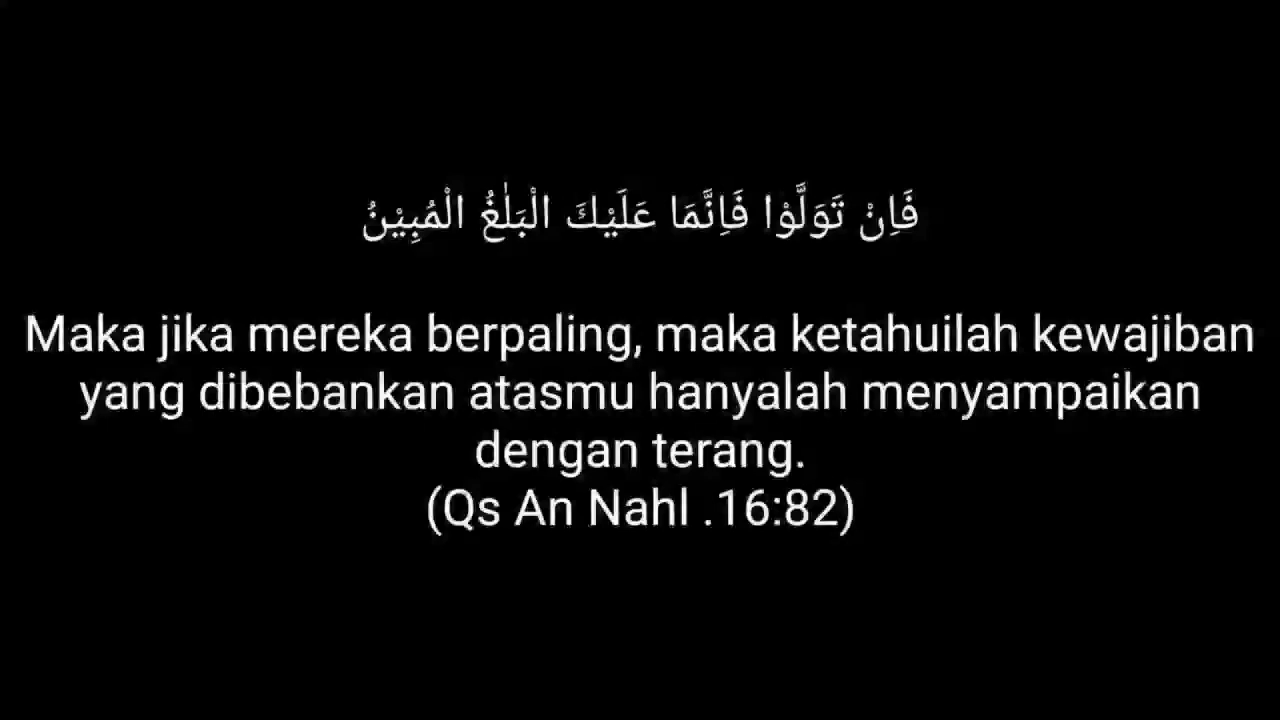 فَاِنْ تَوَلَّوْا فَاِنَّمَا عَلَيْكَ الْبَلٰغُ الْمُبِيْنُ
Maka jika mereka berpaling, maka ketahuilah kewajiban
yang dibebankan atasmu hanyalah menyampaikan
dengan terang.
(Qs An Nahl .16:82)